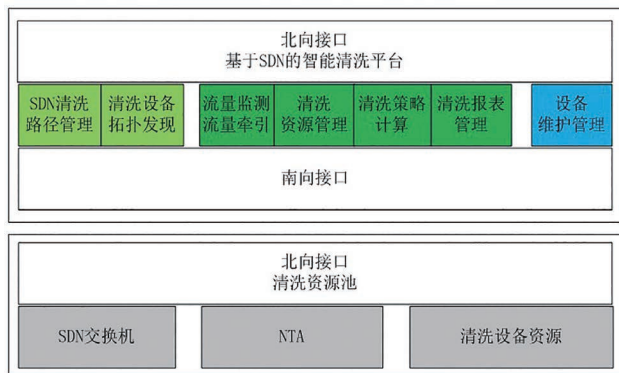 北向接口
基于SDN的智能清洗平台
SDN清洗
路径管理
清洗设备
拓扑发现
流量监测
流量牵引
清洗
资源管理
清洗策略
计算
清洗报表
管理
设备
维护管理
南向接口
北向接口
清洗资源池
SDN交换机
NTA
清洗设备资源